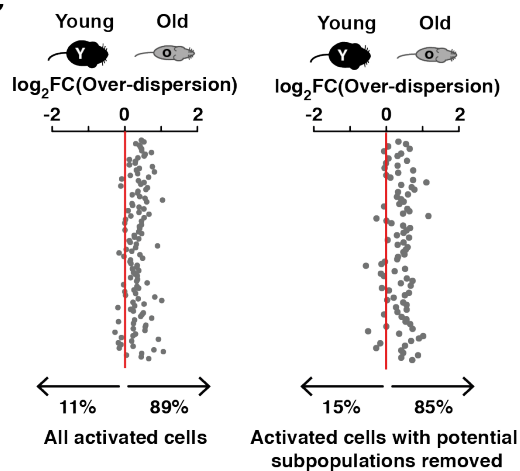 Young Old
Y O
log2FC(Over-dispersion)
-2 0 2
11% 89%
All activated cells
Young Old
Y O
log2FC(Over-dispersion)
-2 0 2
15% 85%
Activated cells with potential
subpopulations removed